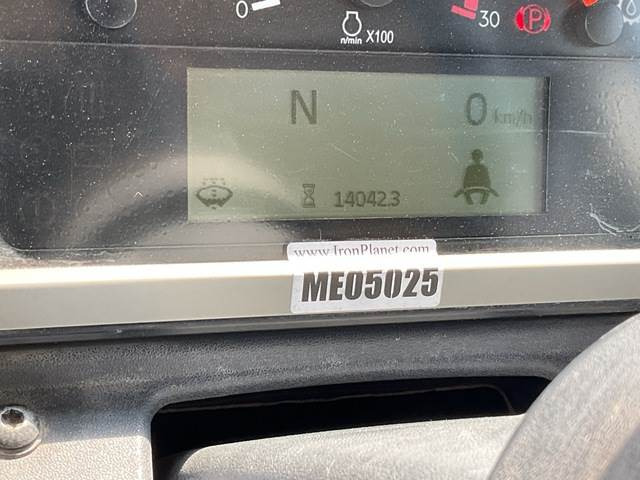 0
n/min X100
30
P
N 0 km/h
14042.3
www.IronPlanet.com
ME05025